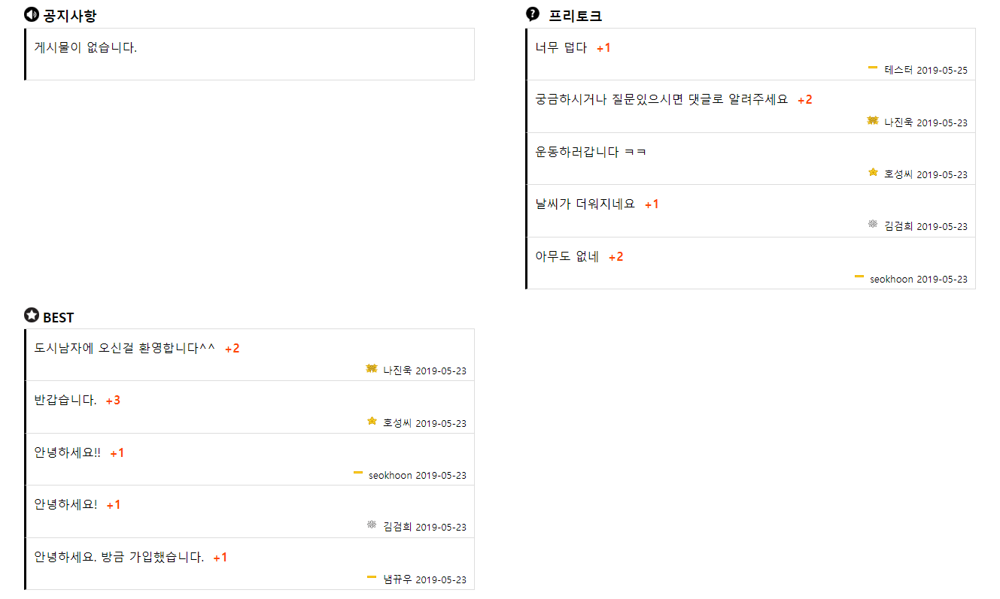 공지사항
게시물이 없습니다.
프리토크
너무 덥다 +1
테스터 2019-05-25
궁금하시거나 질문있으시면 댓글로 알려주세요 +2
나진욱 2019-05-23
운동하러갑니다 ㅋㅋ
호성씨 2019-05-23
날씨가 더워지네요 +1
김검희 2019-05-23
아무도 없네 +2
seokhoon 2019-05-23
BEST
도시남자에 오신걸 환영합니다^^ +2
나진욱 2019-05-23
반갑습니다. +3
호성씨 2019-05-23
안녕하세요!! +1
seokhoon 2019-05-23
안녕하세요! +1
김검희 2019-05-23
안녕하세요. 방금 가입했습니다. +1
냄뀨우 2019-05-23